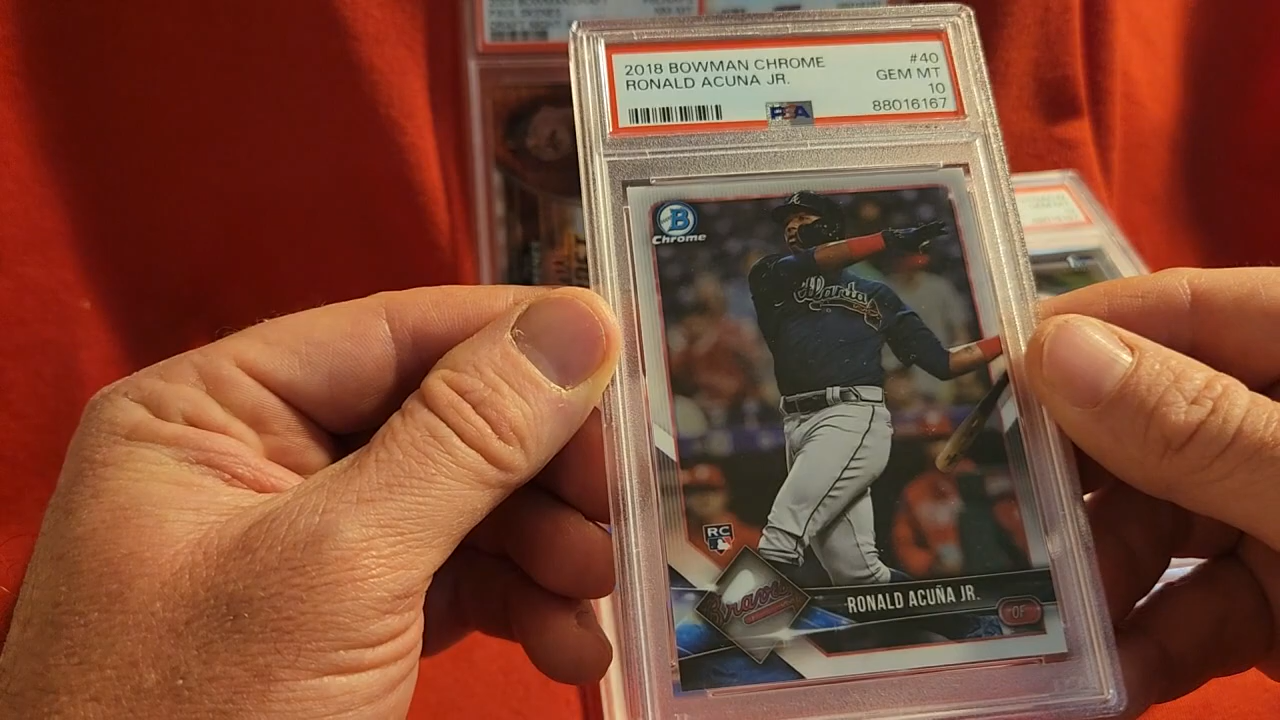 2018 BOWMAN CHROME
#40
RONALD ACUNA JR.
GEM MT
10
PSA
88016167
B
Chrome
A
Atlanta
RC
Braves
RONALD ACUÑA JR.
OF